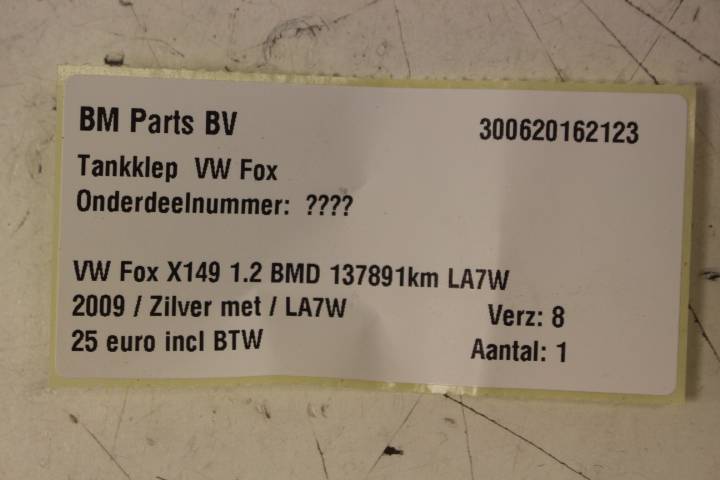 BM Parts BV 300620162123
Tankklep VW Fox
Onderdeelnummer: ????
VW Fox X149 1.2 BMD 137891km LA7W
2009 / Zilver met / LA7W Verz: 8
25 euro incl BTW Aantal: 1